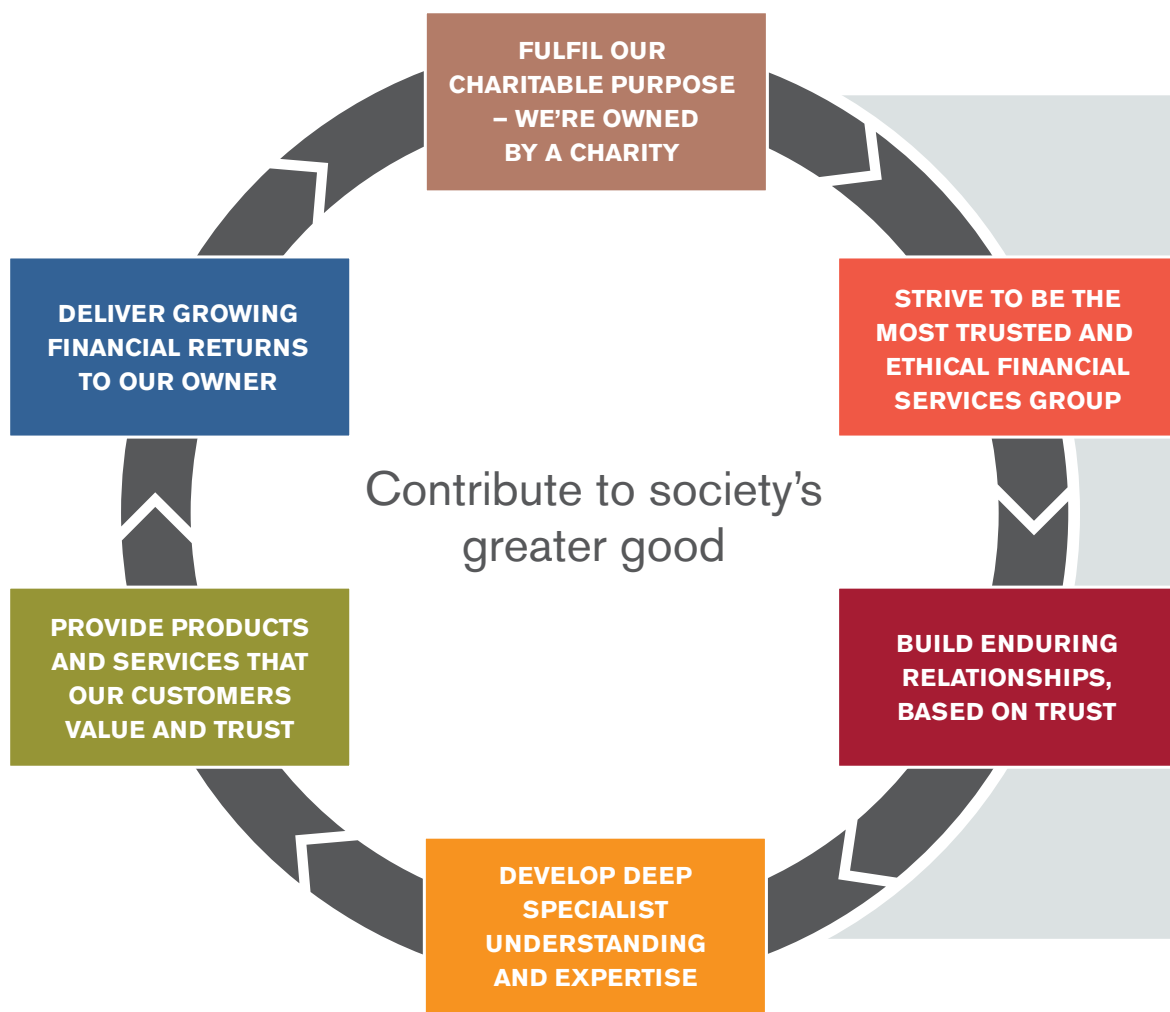 FULFIL OUR
CHARITABLE PURPOSE
– WE’RE OWNED
BY A CHARITY
STRIVE TO BE THE
MOST TRUSTED AND
ETHICAL FINANCIAL
SERVICES GROUP
BUILD ENDURING
RELATIONSHIPS,
BASED ON TRUST
DEVELOP DEEP
SPECIALIST
UNDERSTANDING
AND EXPERTISE
PROVIDE PRODUCTS
AND SERVICES THAT
OUR CUSTOMERS
VALUE AND TRUST
DELIVER GROWING
FINANCIAL RETURNS
TO OUR OWNER
Contribute to society’s
greater good